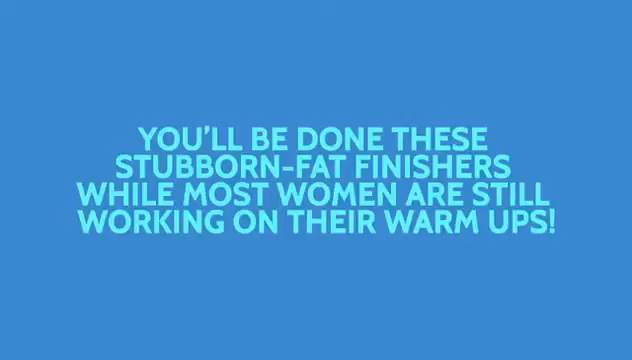 YOU'LL BE DONE THESE
STUBBORN-FAT FINISHERS
WHILE MOST WOMEN ARE STILL
WORKING ON THEIR WARM UPS!